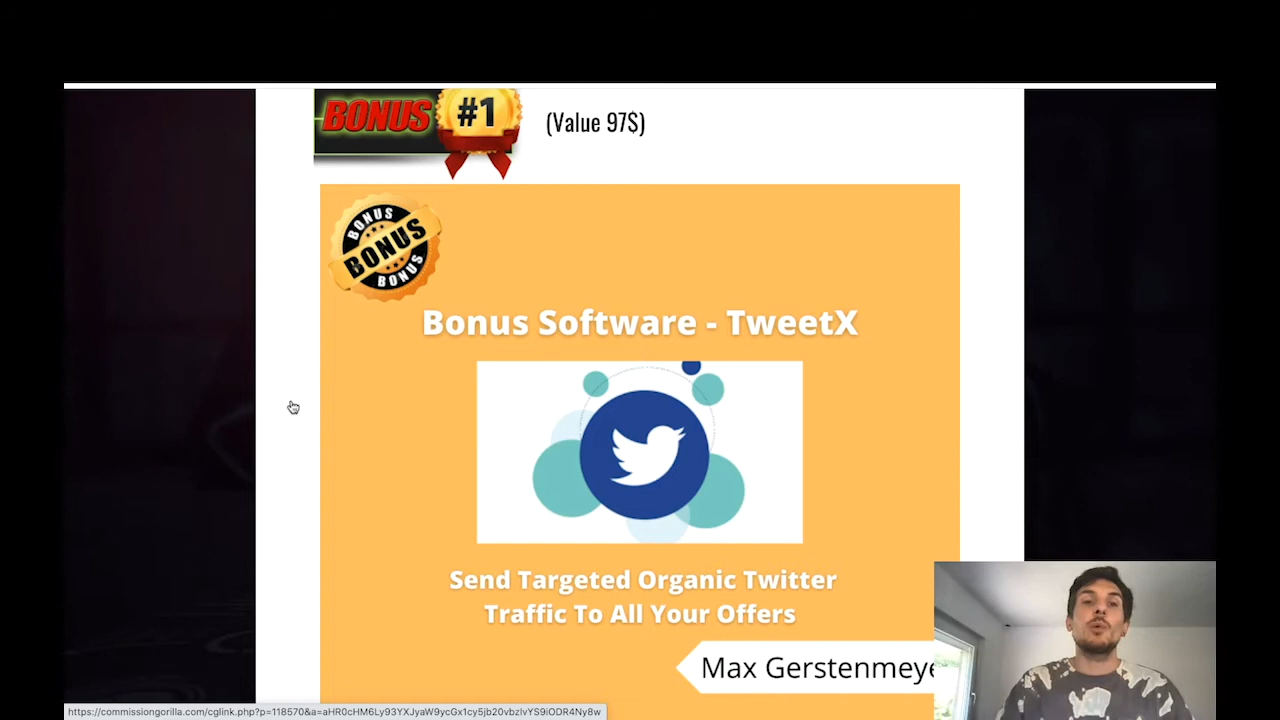 BONUS #1 (Value 97$)
BONUS
BONUS
BONUS
Bonus Software - TweetX
Send Targeted Organic Twitter
Traffic To All Your Offers
Max Gerstenmeye